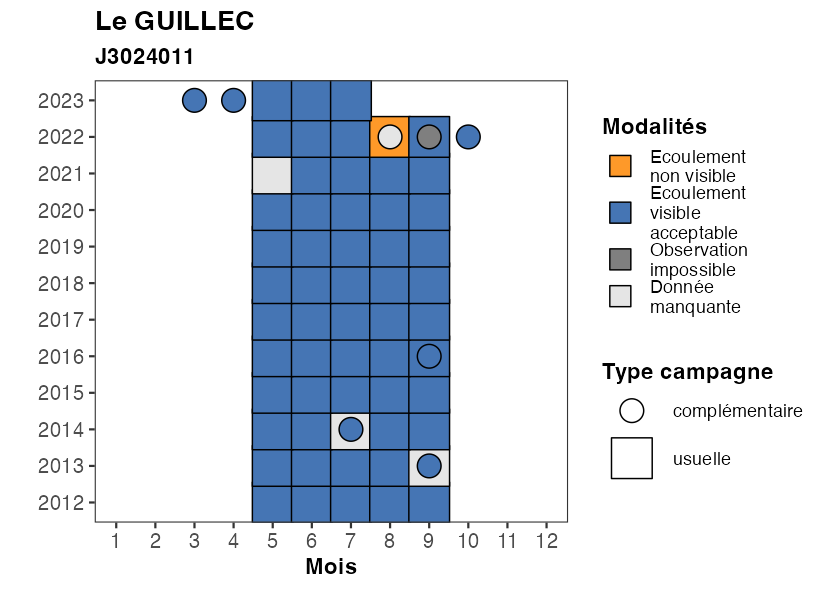 Le GUILLEC
J3024011
2023
2022
2021
2020
2019
2018
2017
2016
2015
2014
2013
2012
1 2 3 4 5 6 7 8 9 10 11 12
Mois
Modalités
Ecoulement
non visible
Ecoulement
visible
acceptable
Observation
impossible
Donnée
manquante
Type campagne
complémentaire
usuelle